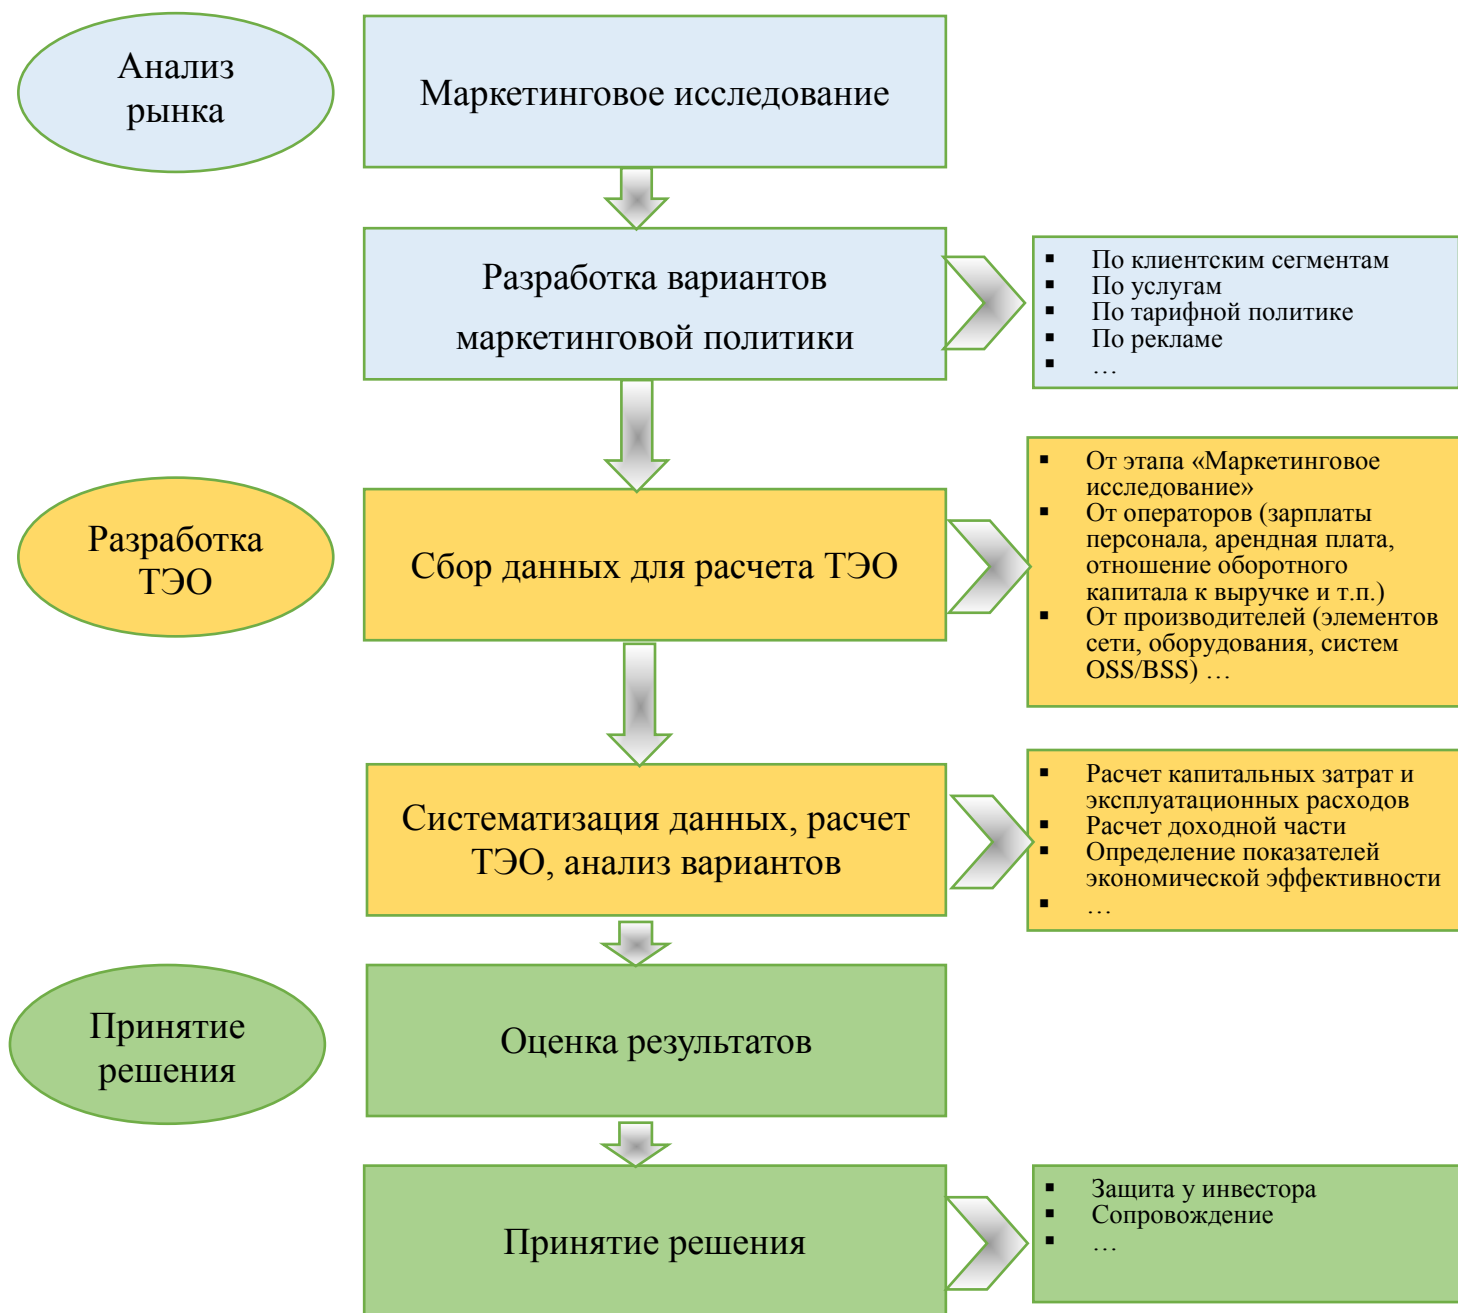 Анализ
рынка
Маркетинговое исследование
Разработка вариантов
маркетинговой политики
▪ По клиентским сегментам
▪ По услугам
▪ По тарифной политике
▪ По рекламе
▪ …
Разработка
ТЭО
Сбор данных для расчета ТЭО
▪ От этапа «Маркетинговое
исследование»
▪ От операторов (зарплаты
персонала, арендная плата,
отношение оборотного
капитала к выручке и т.п.)
▪ От производителей (элементов
сети, оборудования, систем
OSS/BSS) …
Систематизация данных, расчет
ТЭО, анализ вариантов
▪ Расчет капитальных затрат и
эксплуатационных расходов
▪ Расчет доходной части
▪ Определение показателей
экономической эффективности
▪ …
Принятие
решения
Оценка результатов
Принятие решения
▪ Защита у инвестора
▪ Сопровождение
▪ …